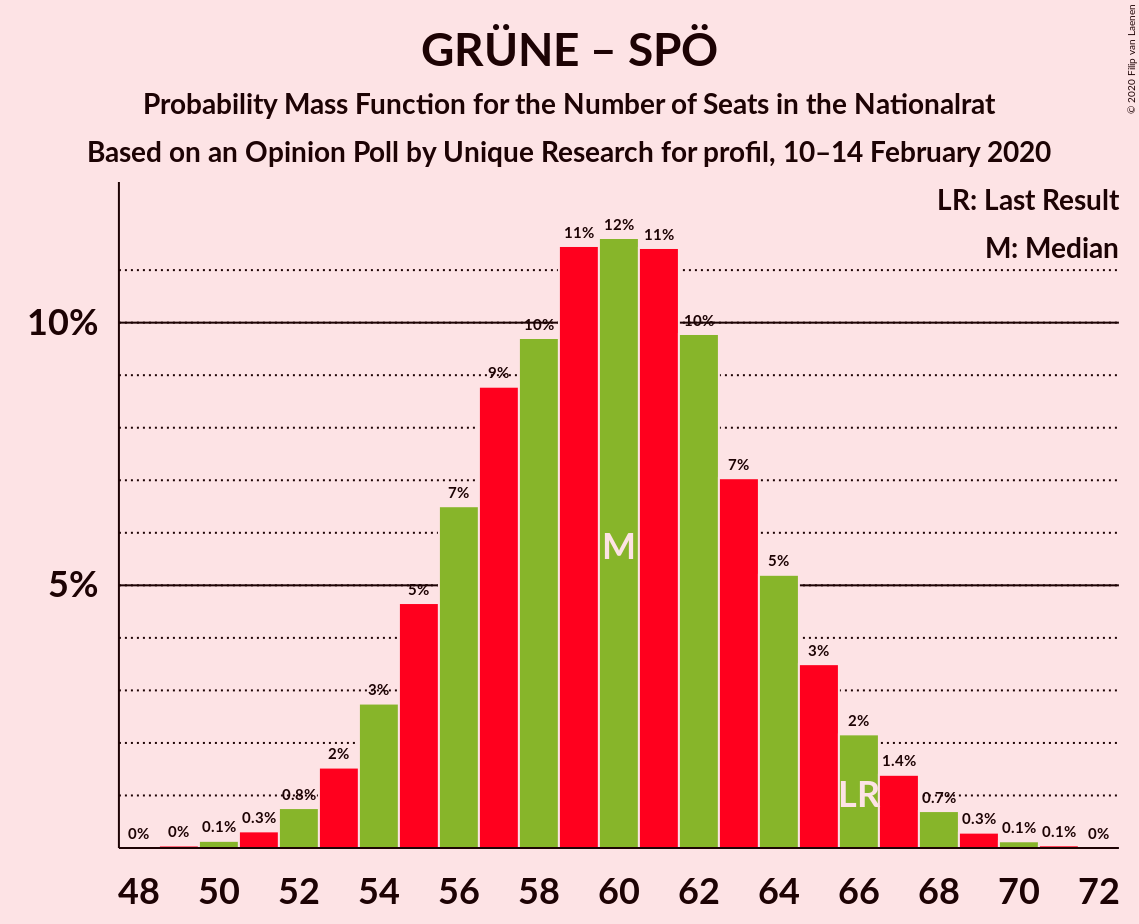 GRÜNE – SPÖ
Probability Mass Function for the Number of Seats in the Nationalrat
Based on an Opinion Poll by Unique Research for profil, 10–14 February 2020
© 2020 Filip van Laenen
LR: Last Result
M: Median
10%
5%
0% 0% 0.1% 0.3% 0.8% 2% 3% 5% 7% 9% 10% 11% 12% 11% 10% 7% 5% 3% 2% 1.4% 0.7% 0.3% 0.1% 0.1% 0%
M
LR
48 50 52 54 56 58 60 62 64 66 68 70 72